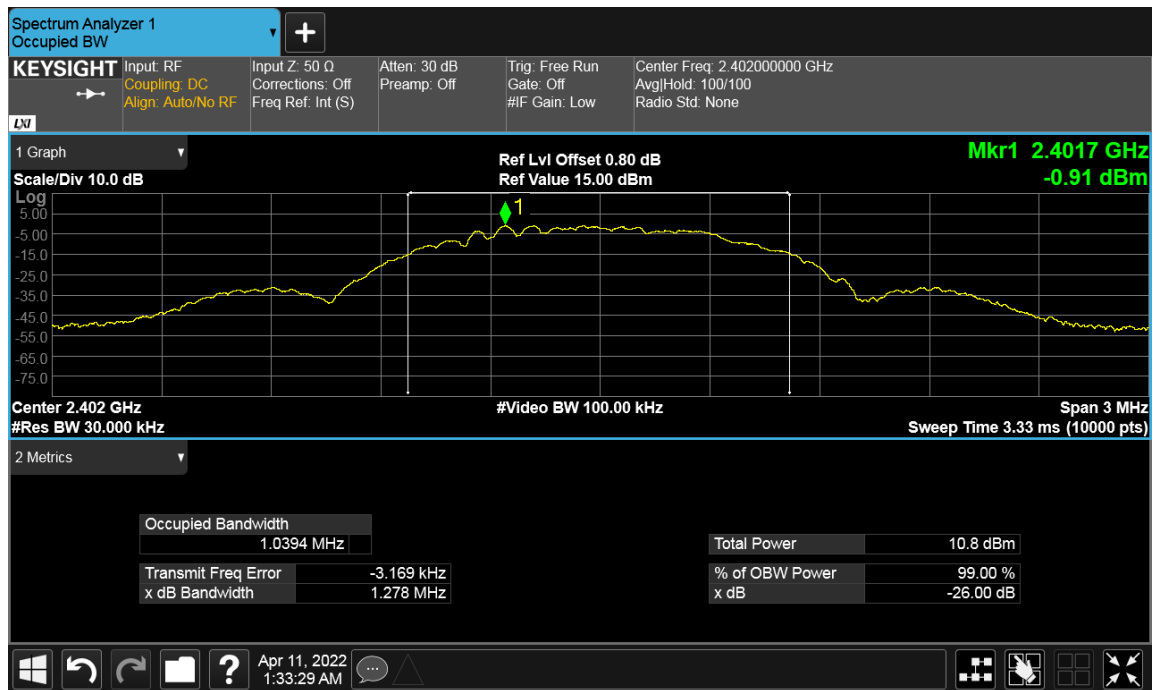 Spectrum Analyzer 1
Occupied BW
+
KEYSIGHT
LXI
Input: RF
Coupling: DC
Align: Auto/No RF
Input Z: 50 Ω
Corrections: Off
Freq Ref: Int (S)
Atten: 30 dB
Preamp: Off
Trig: Free Run
Gate: Off
#IF Gain: Low
Center Freq: 2.402000000 GHz
Avg|Hold: 100/100
Radio Std: None
1 Graph
Scale/Div 10.0 dB
Ref Lvl Offset 0.80 dB
Ref Value 15.00 dBm
Mkr1 2.4017 GHz
-0.91 dBm
Log
5.00
-5.00
-15.0
-25.0
-35.0
-45.0
-55.0
-65.0
-75.0
1
Center 2.402 GHz
#Video BW 100.00 kHz
Span 3 MHz
#Res BW 30.000 kHz
Sweep Time 3.33 ms (10000 pts)
2 Metrics
Occupied Bandwidth
1.0394 MHz
Total Power 10.8 dBm
Transmit Freq Error -3.169 kHz
% of OBW Power 99.00 %
x dB Bandwidth 1.278 MHz
x dB -26.00 dB
?
Apr 11, 2022
1:33:29 AM